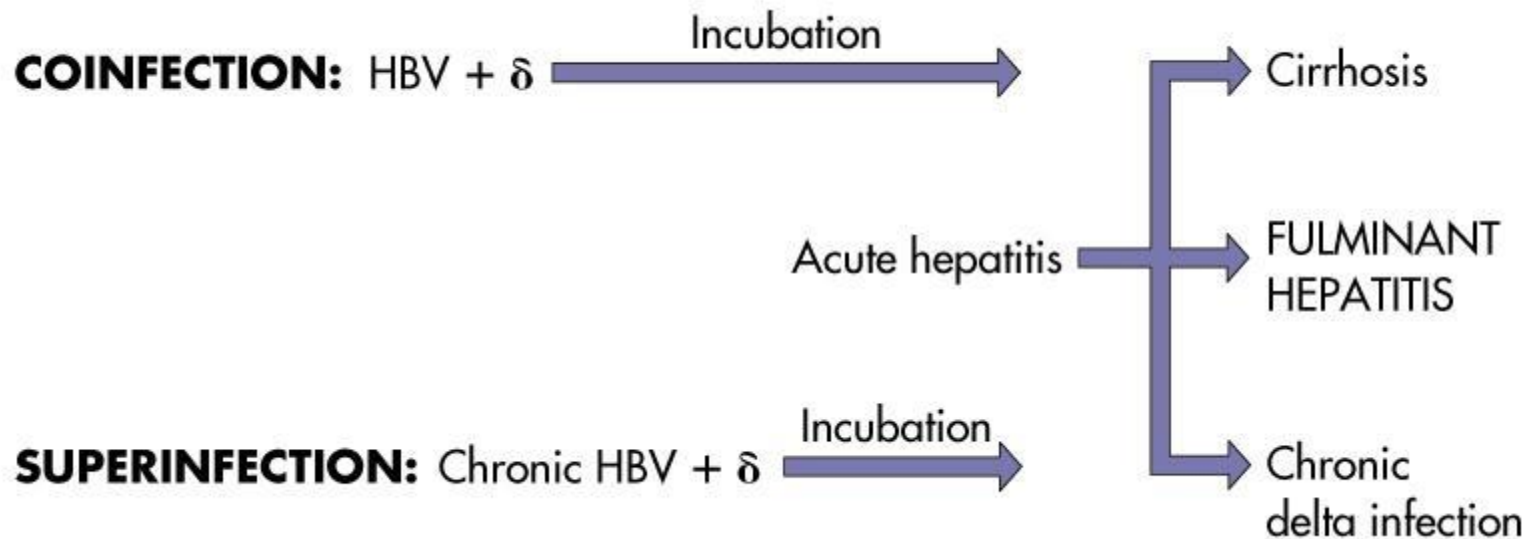 Incubation
COINFECTION: HBV + δ
Cirrhosis
Acute hepatitis
FULMINANT
HEPATITIS
Incubation
SUPERINFECTION: Chronic HBV + δ
Chronic
delta infection